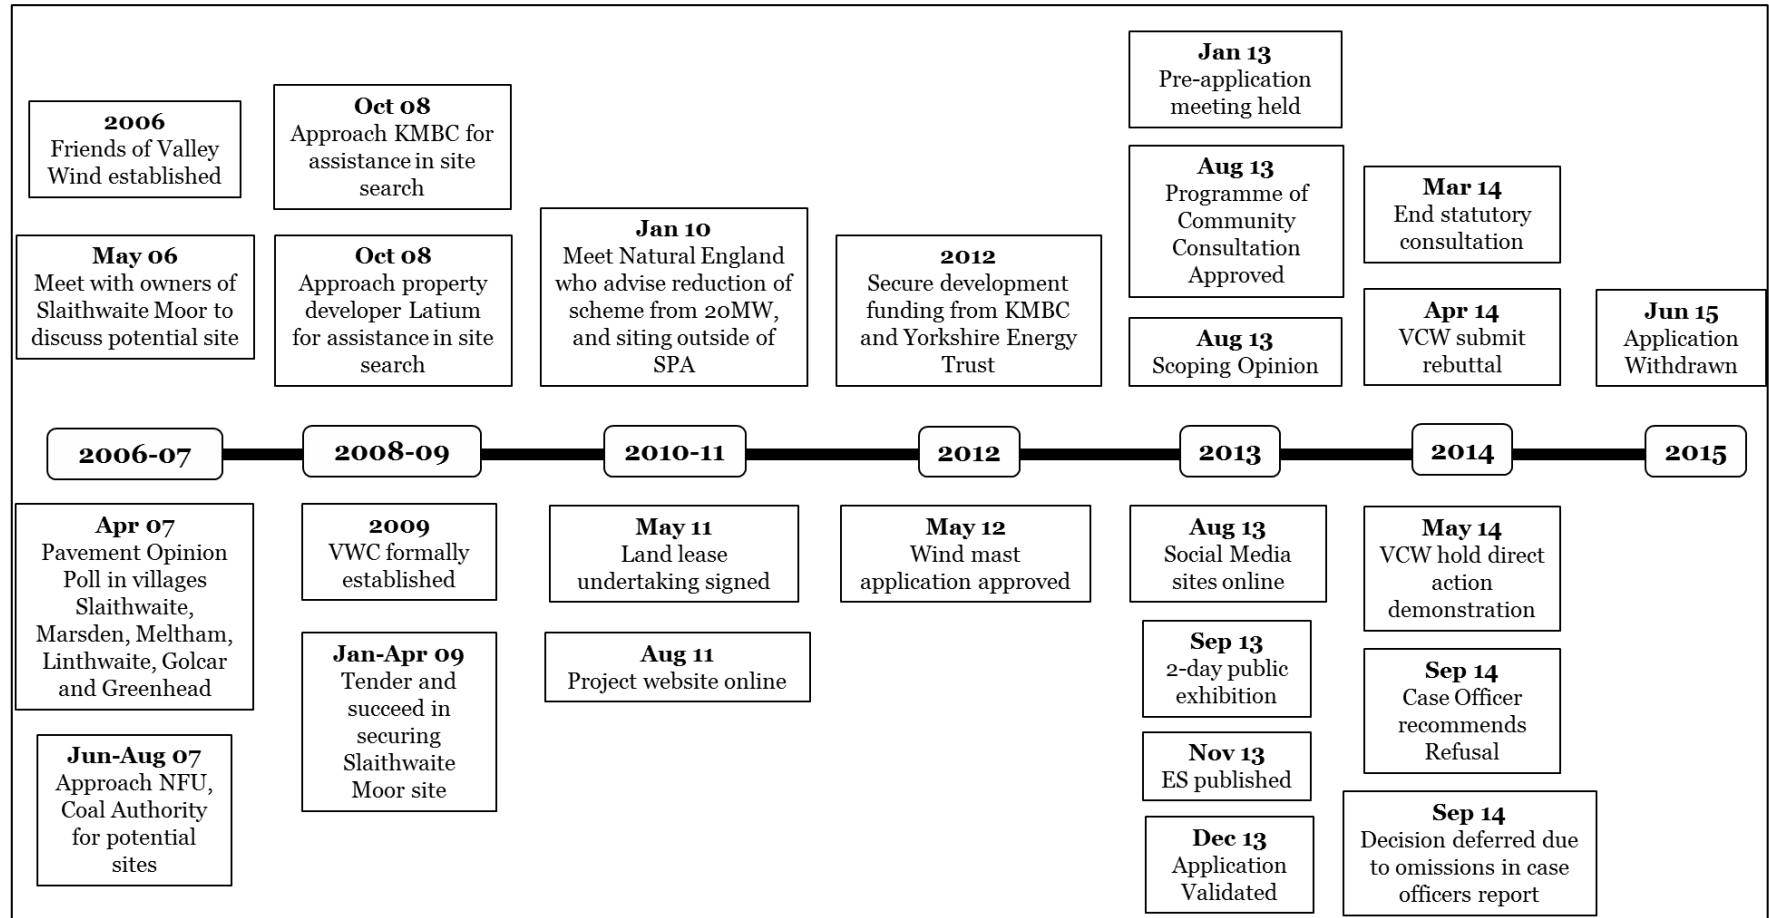 2006
Friends of Valley
Wind established
May 06
Meet with owners of
Slaithwaite Moor to
discuss potential site
Oct 08
Approach KMBC for
assistance in site
search
Oct 08
Approach property
developer Latium
for assistance in site
search
Jan 10
Meet Natural England
who advise reduction of
scheme from 20MW,
and siting outside of
SPA
2012
Secure development
funding from KMBC
and Yorkshire Energy
Trust
Jan 13
Pre-application
meeting held
Aug 13
Programme of
Community
Consultation
Approved
Aug 13
Scoping Opinion
Mar 14
End statutory
consultation
Apr 14
VCW submit
rebuttal
Jun 15
Application
Withdrawn
2006-07
2008-09
2010-11
2012
2013
2014
2015
Apr 07
Pavement Opinion
Poll in villages
Slaithwaite,
Marsden, Meltham,
Linthwaite, Golcar
and Greenhead
Jun-Aug 07
Approach NFU,
Coal Authority
for potential
sites
2009
VWC formally
established
Jan-Apr 09
Tender and
succeed in
securing
Slaithwaite
Moor site
May 11
Land lease
undertaking signed
Aug 11
Project website online
May 12
Wind mast
application approved
Aug 13
Social Media
sites online
Sep 13
2-day public
exhibition
Nov 13
ES published
Dec 13
Application
Validated
May 14
VCW hold direct
action
demonstration
Sep 14
Case Officer
recommends
Refusal
Sep 14
Decision deferred due
to omissions in case
officers report